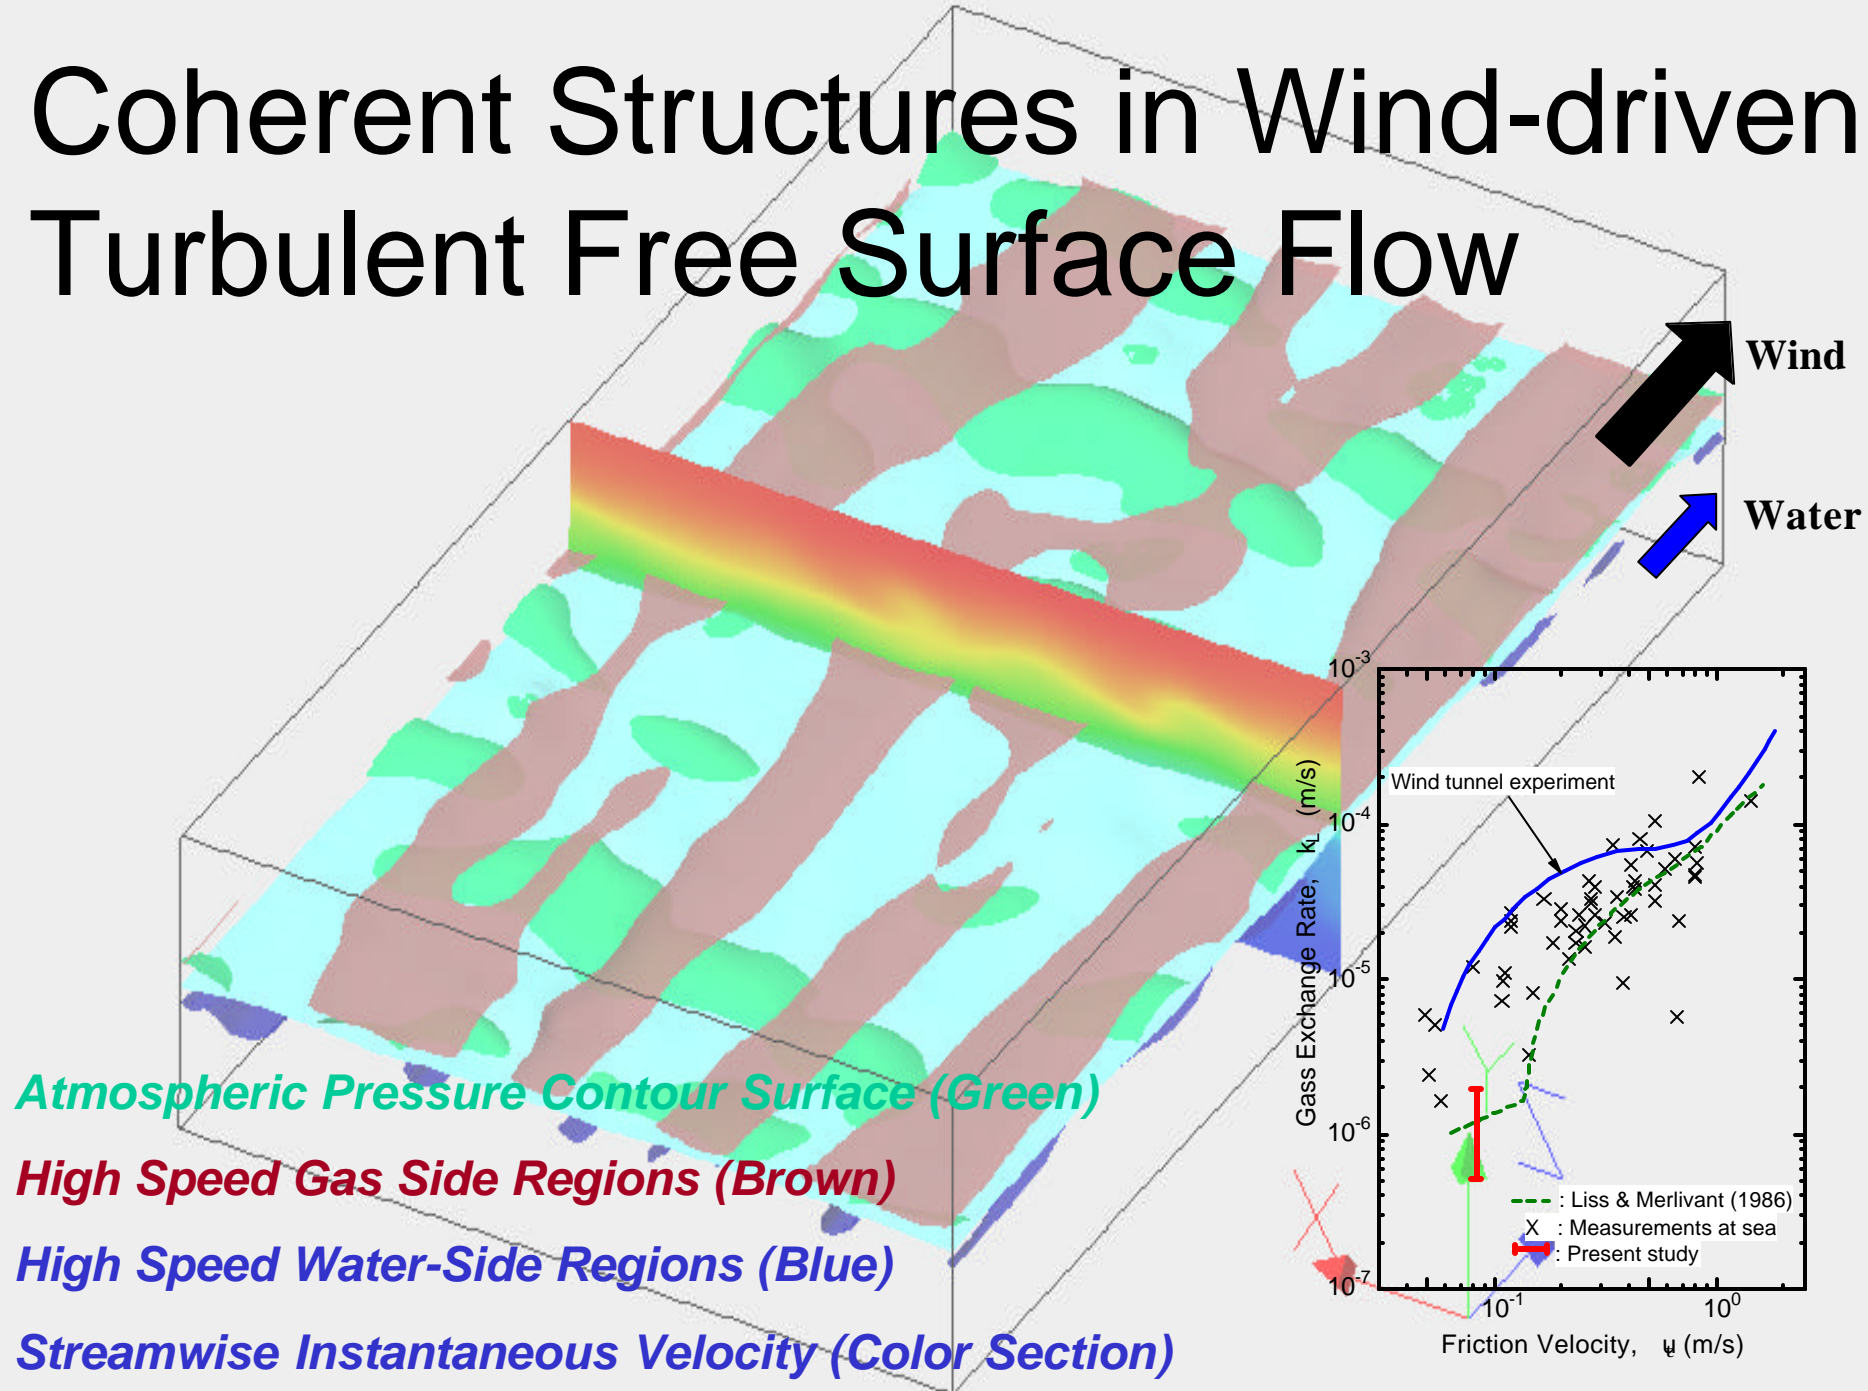 Coherent Structures in Wind-driven
Turbulent Free Surface Flow
Wind
Water
Atmospheric Pressure Contour Surface (Green)
High Speed Gas Side Regions (Brown)
High Speed Water-Side Regions (Blue)
Streamwise Instantaneous Velocity (Color Section)
Gass Exchange Rate, kL (m/s)
10-3
10-4
10-5
10-6
10-7
Wind tunnel experiment
: Liss & Merlivant (1986)
X : Measurements at sea
: Present study
10-1
100
Friction Velocity, uτ (m/s)